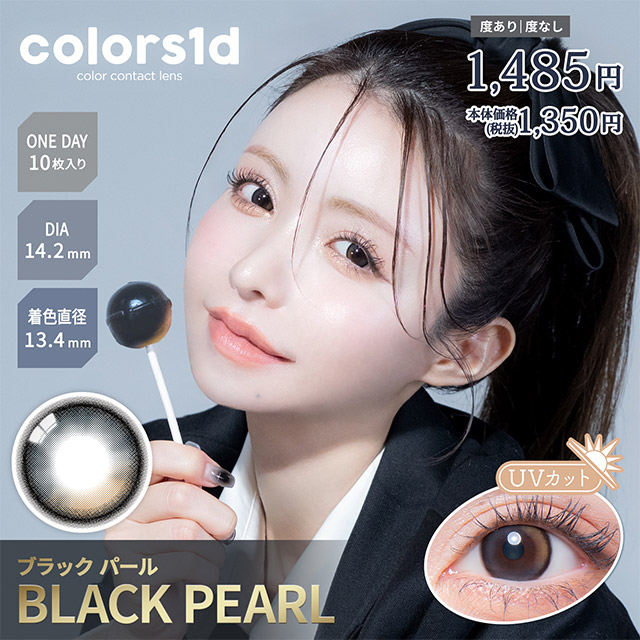 colors1d
color contact lens
度あり|度なし
1,485円
本体価格
(税抜)1,350円
ONE DAY
10枚入り
DIA
14.2mm
着色直径
13.4mm
UVカット
ブラック パール
BLACK PEARL